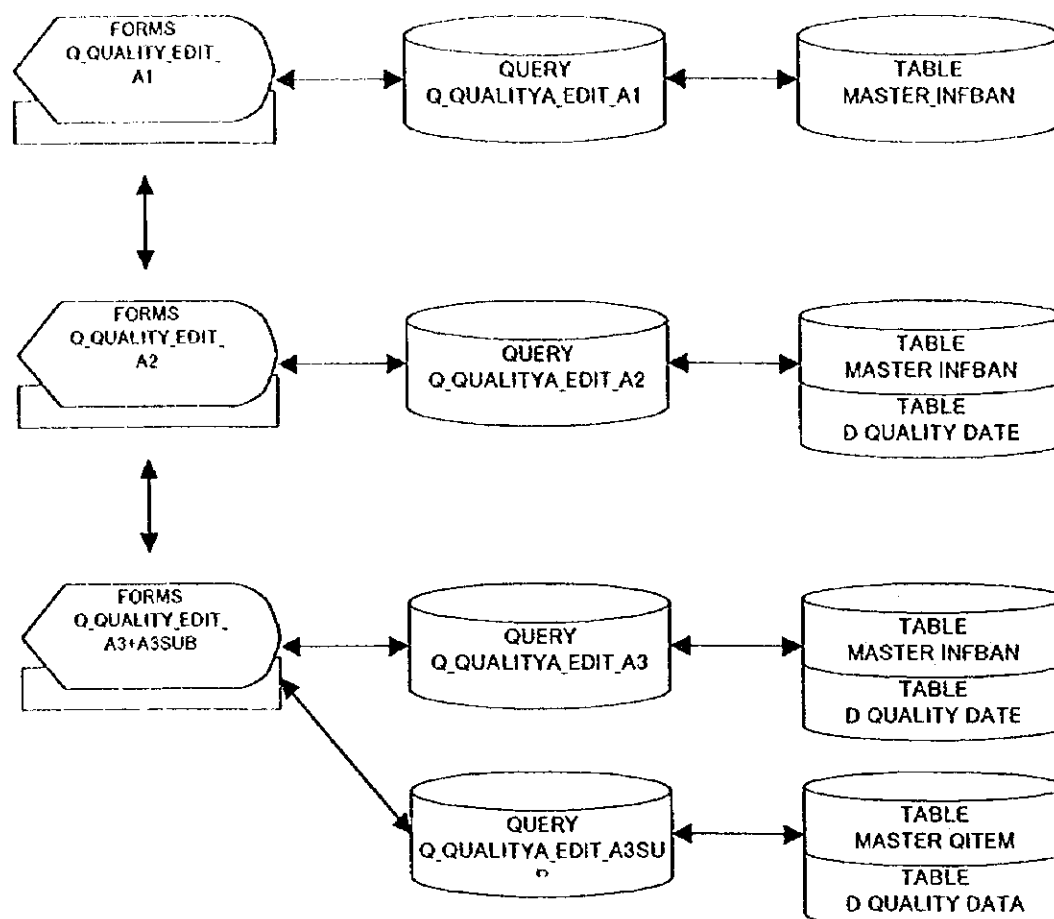 FORMS
Q_QUALITY_EDIT_
A1
QUERY
Q_QUALITYA_EDIT_A1
TABLE
MASTER_INFBAN
FORMS
Q_QUALITY_EDIT_
A2
QUERY
Q_QUALITYA_EDIT_A2
TABLE
MASTER INFBAN
TABLE
D QUALITY DATE
FORMS
Q_QUALITY_EDIT_
A3+A3SUB
QUERY
Q_QUALITYA_EDIT_A3
TABLE
MASTER INFBAN
TABLE
D QUALITY DATE
QUERY
Q_QUALITYA_EDIT_A3SU
TABLE
MASTER QITEM
TABLE
D QUALITY DATA